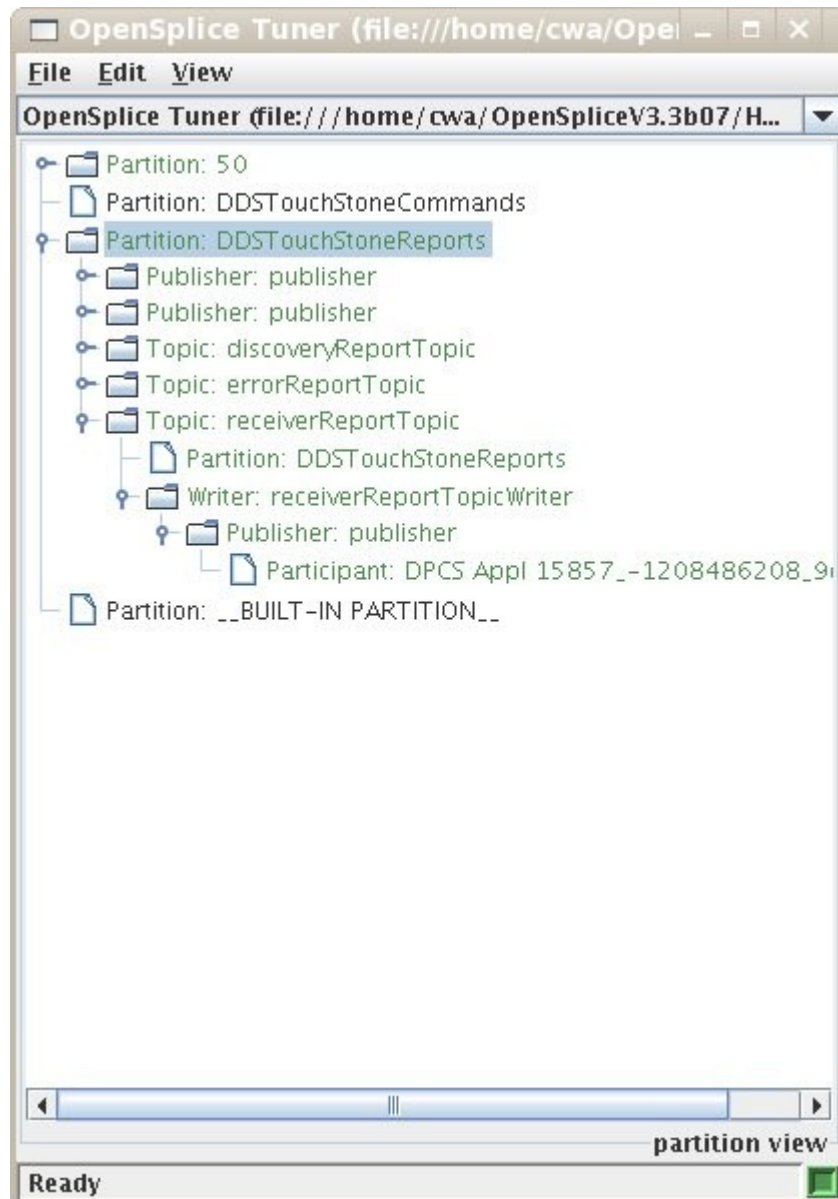 OpenSplice Tuner (file:///home/cwa/Ope
File Edit View
OpenSplice Tuner (file:///home/cwa/OpenSpliceV3.3b07/H...
Partition: 50
Partition: DDSTouchStoneCommands
Partition: DDSTouchStoneReports
Publisher: publisher
Publisher: publisher
Topic: discoveryReportTopic
Topic: errorReportTopic
Topic: receiverReportTopic
Partition: DDSTouchStoneReports
Writer: receiverReportTopicWriter
Publisher: publisher
Participant: DPCS Appl 15857_-1208486208_9
Partition: __BUILT-IN PARTITION__
partition view
Ready